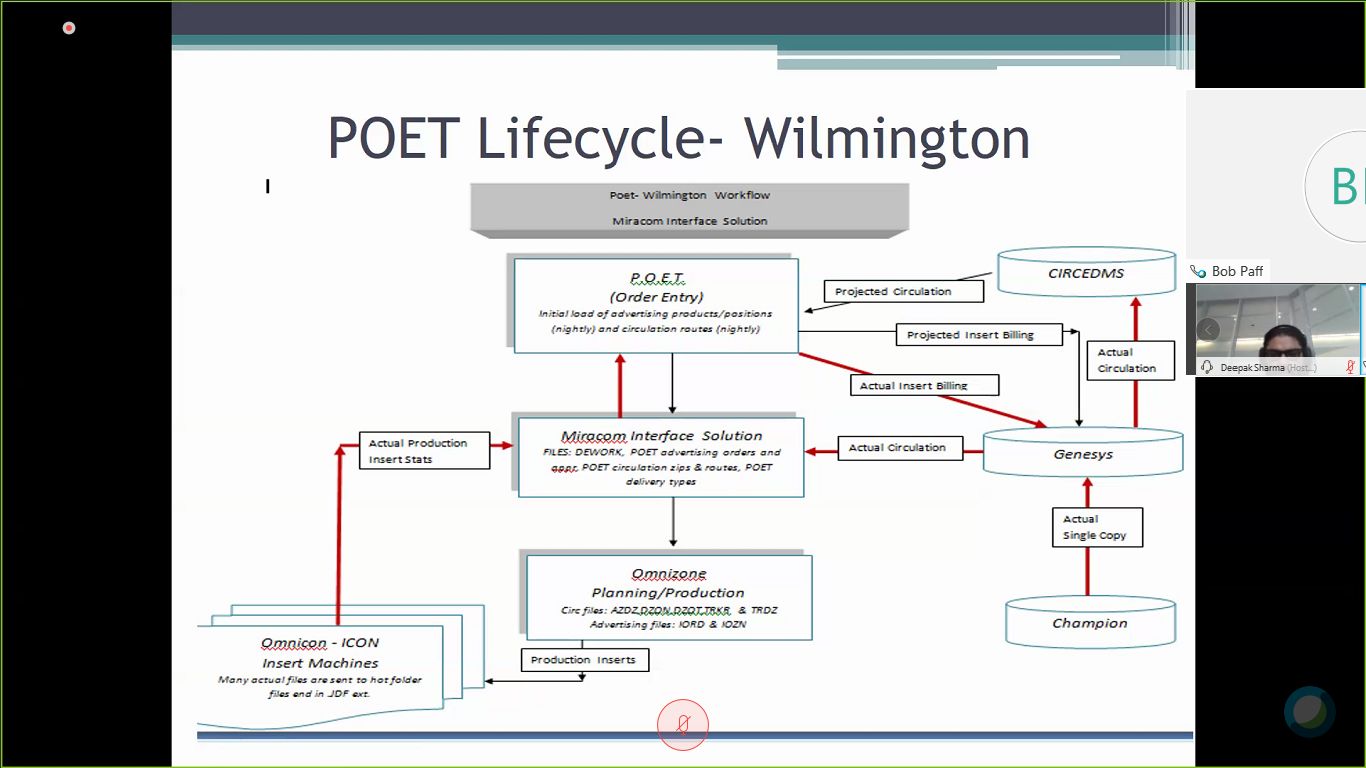 POET Lifecycle- Wilmington
Poet- Wilmington Workflow
Miracom Interface Solution
P.O.E.T.
(Order Entry)
Initial load of advertising products/positions
(nightly) and circulation routes (nightly)
CIRCEDMS
Projected Circulation
Projected Insert Billing
Actual Insert Billing
Actual
Circulation
Bob Paff
Deepak Sharma (Host...)
Actual Production
Insert Stats
Miracom Interface Solution
FILES: DEWORK, POET advertising orders and
appr, POET circulation zips & routes, POET
delivery types
Actual Circulation
Genesys
Actual
Single Copy
Champion
Omnizone
Planning/Production
Circ files: AZDZ,DZON,DZOT,TRKR & TRDZ
Advertising files: IORD & IOZN
Production Inserts
Omnicon - ICON
Insert Machines
Many actual files are sent to hot folder
files end in .JDF ext.